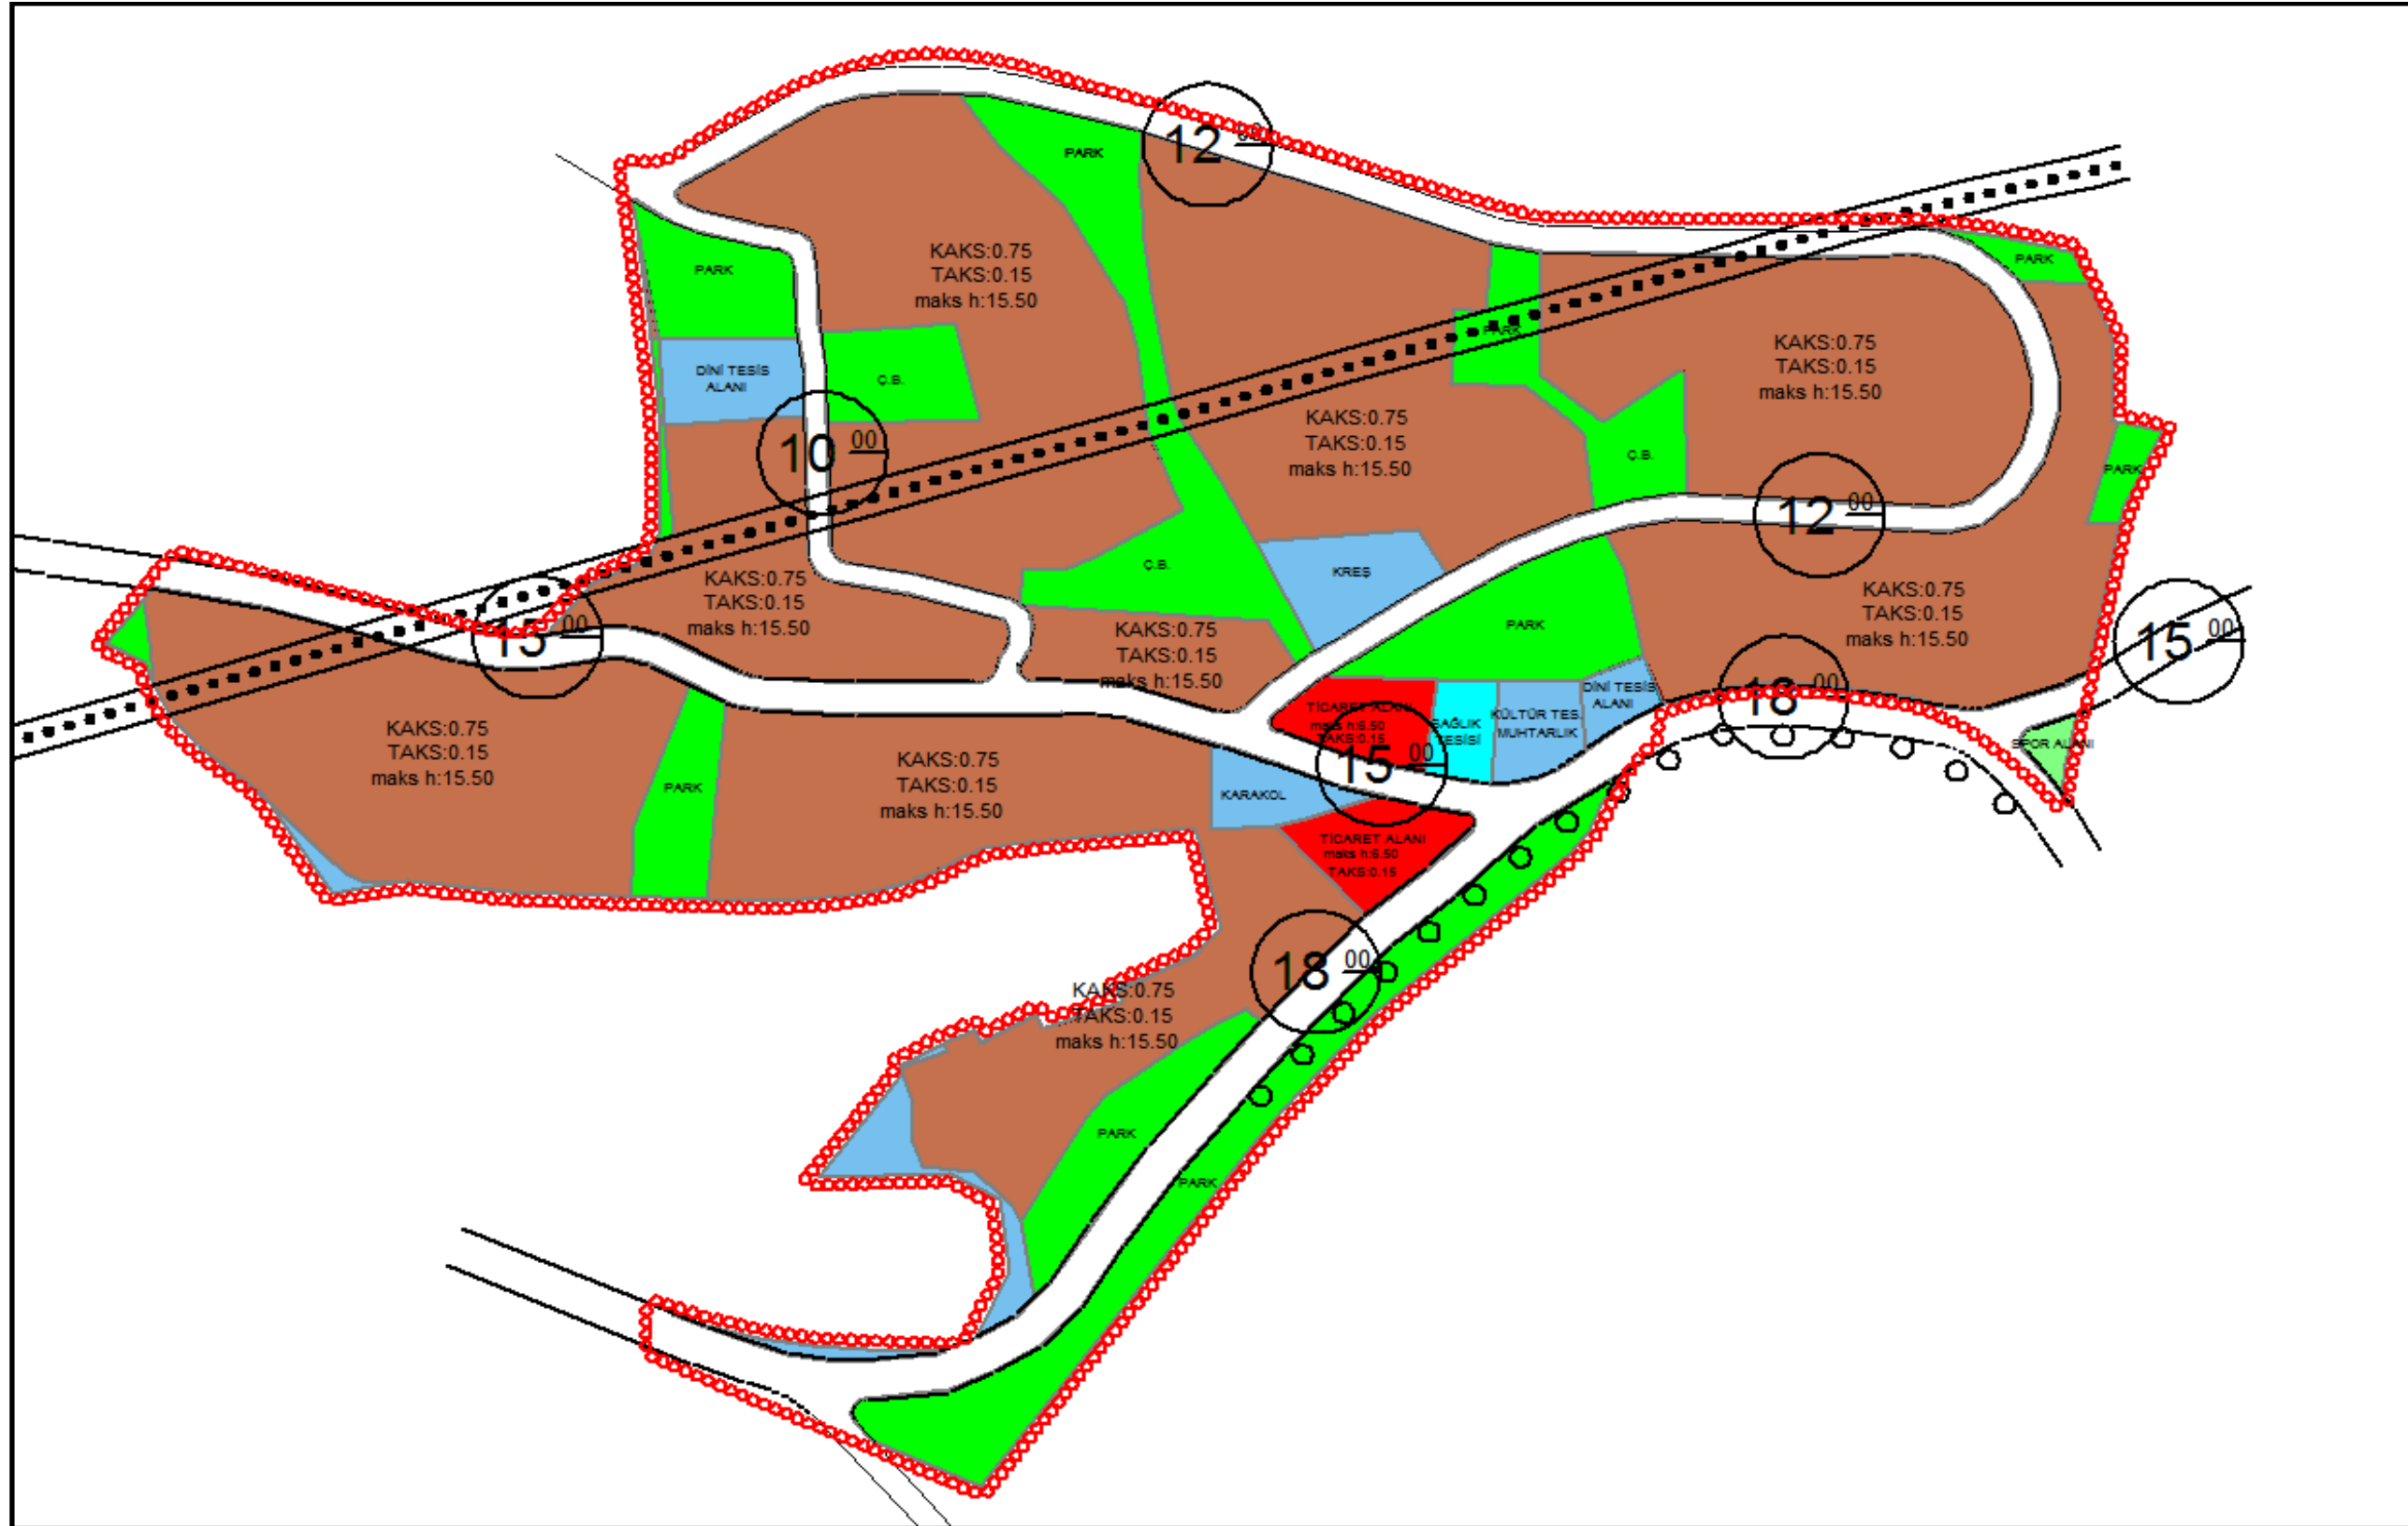 12 00
PARK
KAKS:0.75
TAKS:0.15
maks h:15.50
PARK
PARK
PARK
DİNİ TESİS
ALANI
Ç.B.
KAKS:0.75
TAKS:0.15
maks h:15.50
KAKS:0.75
TAKS:0.15
maks h:15.50
10 00
Ç.B.
PARK
12 00
Ç.B.
KREŞ
KAKS:0.75
TAKS:0.15
maks h:15.50
15 00
KAKS:0.75
TAKS:0.15
maks h:15.50
PARK
KAKS:0.75
TAKS:0.15
maks h:15.50
15 00
18 00
TİCARET ALANI
maks h:6.50
TAKS:0.15
SAĞLIK
TESİSİ
KÜLTÜR TES.
MUHTARLIK
DİNİ TESİS
ALANI
SPOR ALANI
KAKS:0.75
TAKS:0.15
maks h:15.50
PARK
KAKS:0.75
TAKS:0.15
maks h:15.50
KARAKOL
15 00
TİCARET ALANI
maks h:6.50
TAKS:0.15
18 00
KAKS:0.75
TAKS:0.15
maks h:15.50
PARK
PARK